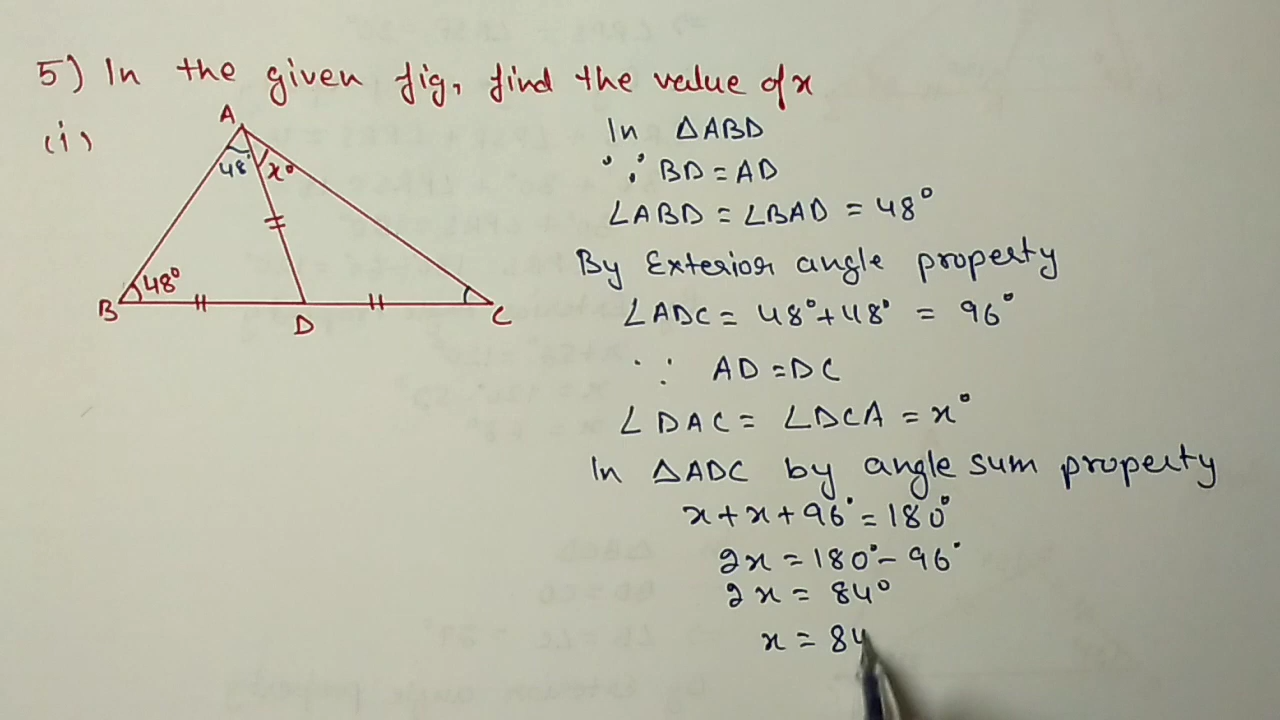 5) In the given fig, find the value of x
(i)
A
48° x°
48°
B
D
C
In △ABD
∵ BD = AD
∠ABD = ∠BAD = 48°
By Exterior angle property
∠ADC = 48° + 48° = 96°
∵ AD = DC
∠DAC = ∠DCA = x°
In △ADC by angle sum property
x + x + 96° = 180°
2x = 180° - 96°
2x = 84°
x = 84